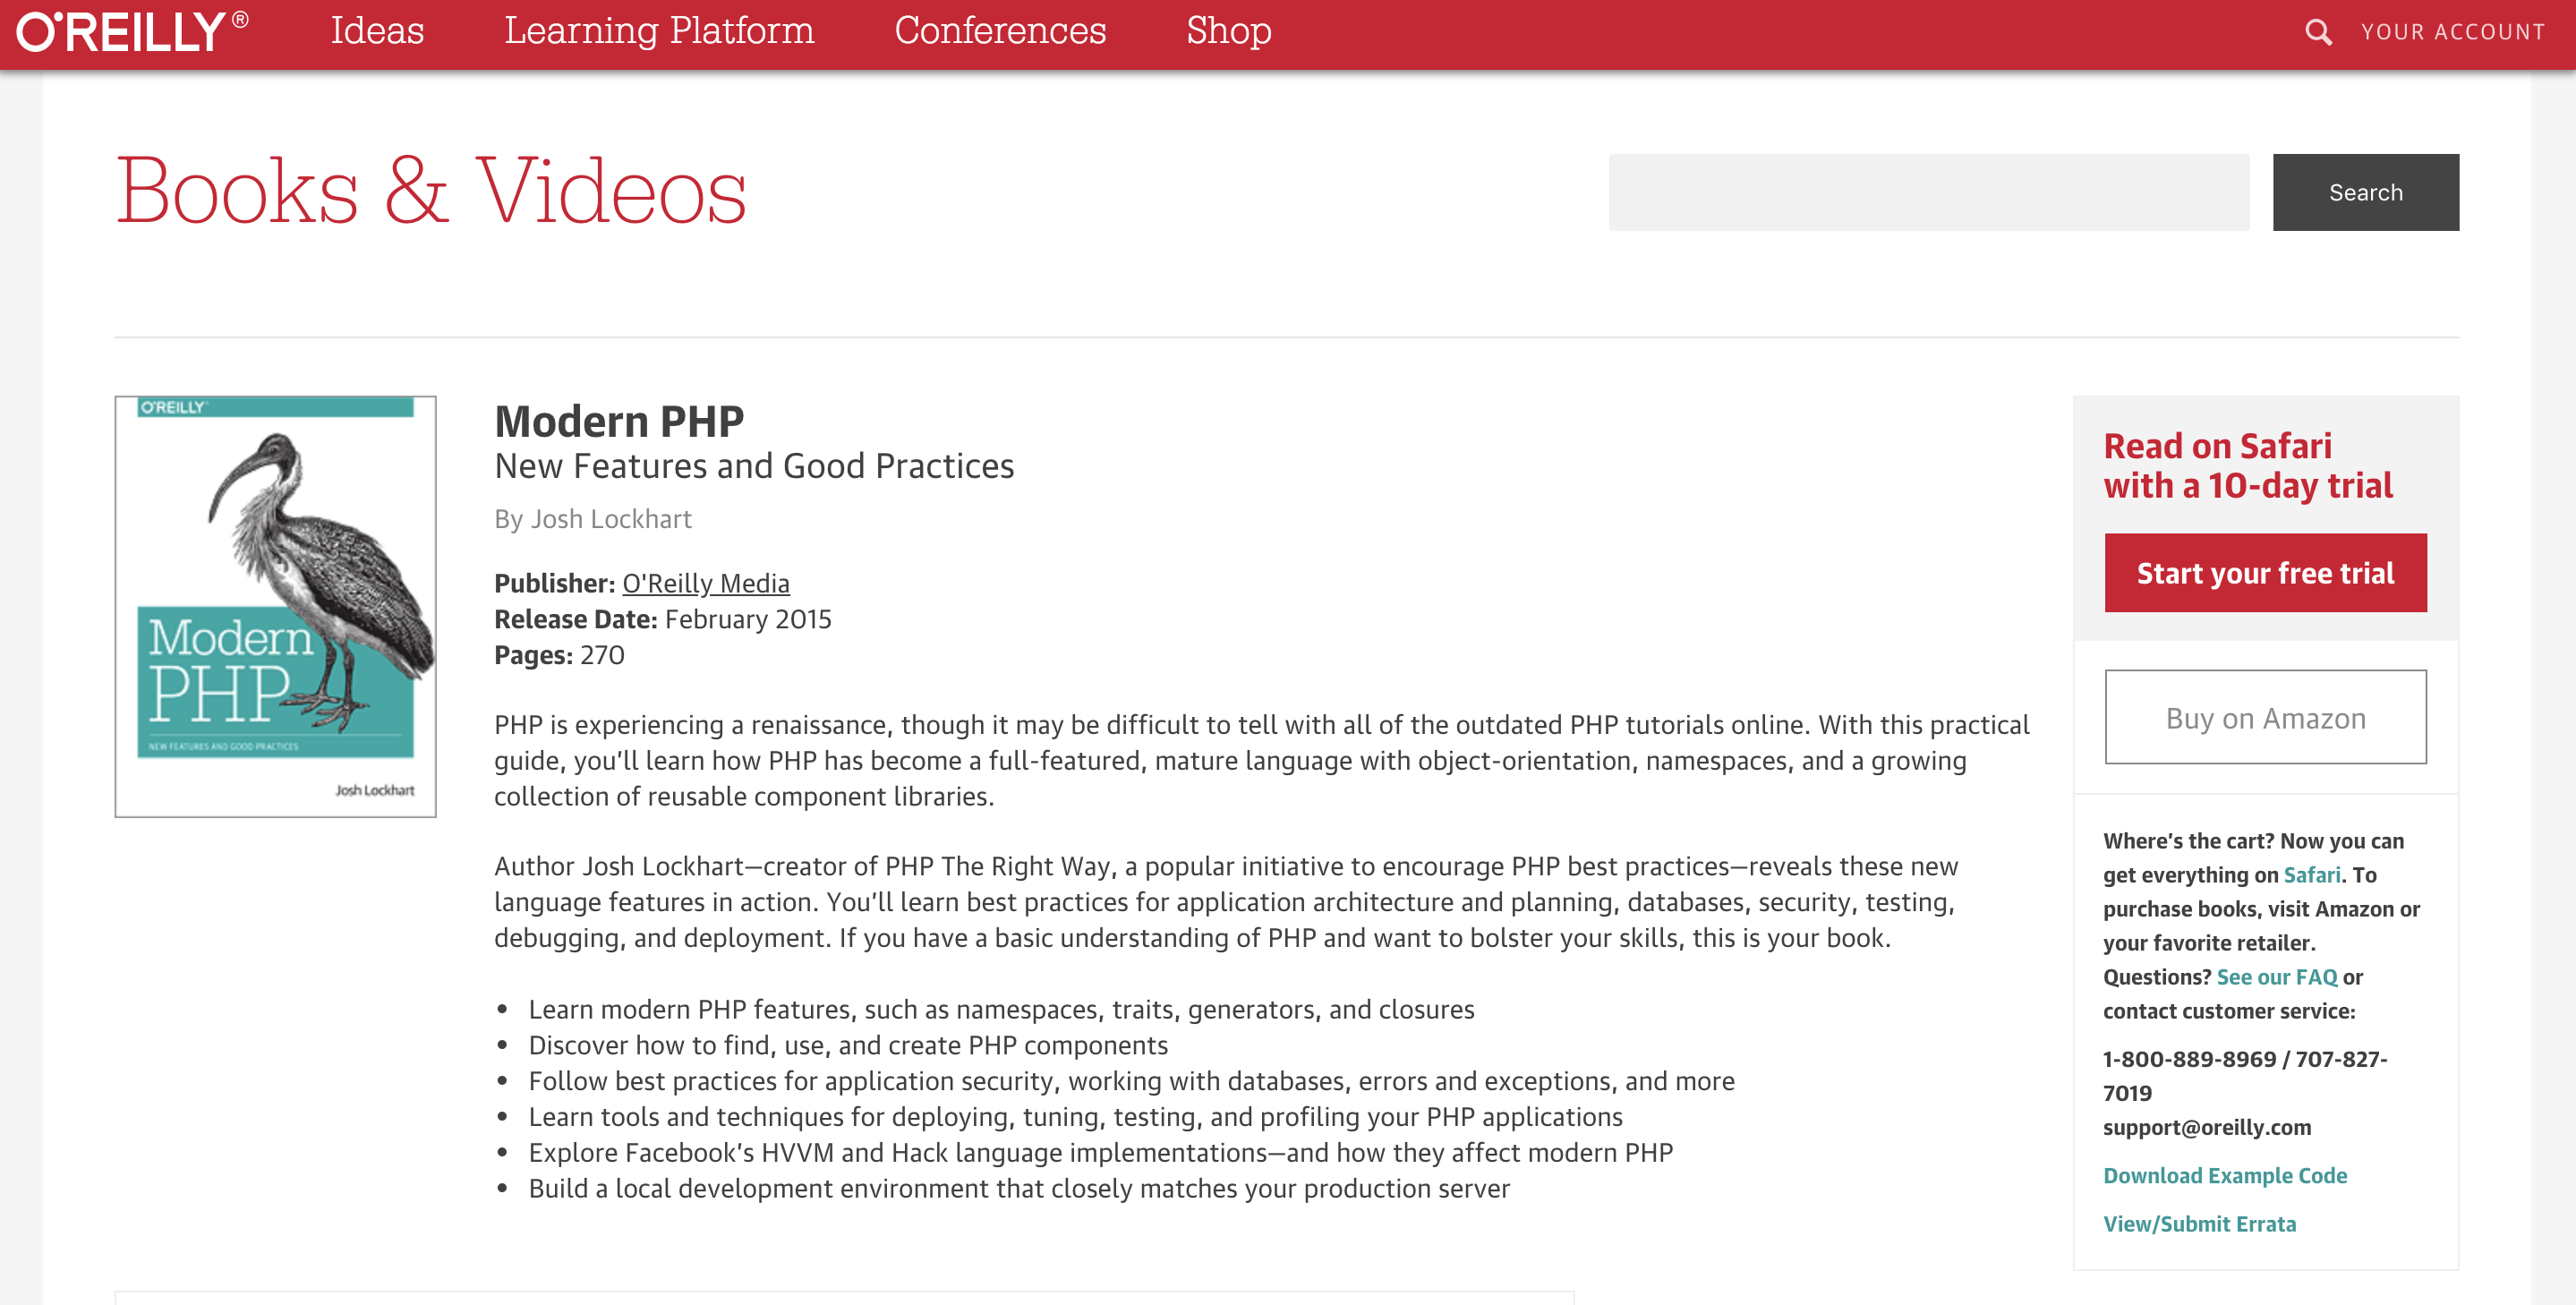 O'REILLY®
Ideas
Learning Platform
Conferences
Shop
YOUR ACCOUNT
Books & Videos
Search
O'REILLY
Modern
PHP
NEW FEATURES AND GOOD PRACTICES
Josh Lockhart
Modern PHP
New Features and Good Practices
By Josh Lockhart
Publisher: O'Reilly Media
Release Date: February 2015
Pages: 270
PHP is experiencing a renaissance, though it may be difficult to tell with all of the outdated PHP tutorials online. With this practical
guide, you’ll learn how PHP has become a full-featured, mature language with object-orientation, namespaces, and a growing
collection of reusable component libraries.
Author Josh Lockhart—creator of PHP The Right Way, a popular initiative to encourage PHP best practices—reveals these new
language features in action. You’ll learn best practices for application architecture and planning, databases, security, testing,
debugging, and deployment. If you have a basic understanding of PHP and want to bolster your skills, this is your book.
• Learn modern PHP features, such as namespaces, traits, generators, and closures
• Discover how to find, use, and create PHP components
• Follow best practices for application security, working with databases, errors and exceptions, and more
• Learn tools and techniques for deploying, tuning, testing, and profiling your PHP applications
• Explore Facebook’s HVVM and Hack language implementations—and how they affect modern PHP
• Build a local development environment that closely matches your production server
Read on Safari
with a 10-day trial
Start your free trial
Buy on Amazon
Where’s the cart? Now you can
get everything on Safari. To
purchase books, visit Amazon or
your favorite retailer.
Questions? See our FAQ or
contact customer service:
1-800-889-8969 / 707-827-
7019
support@oreilly.com
Download Example Code
View/Submit Errata